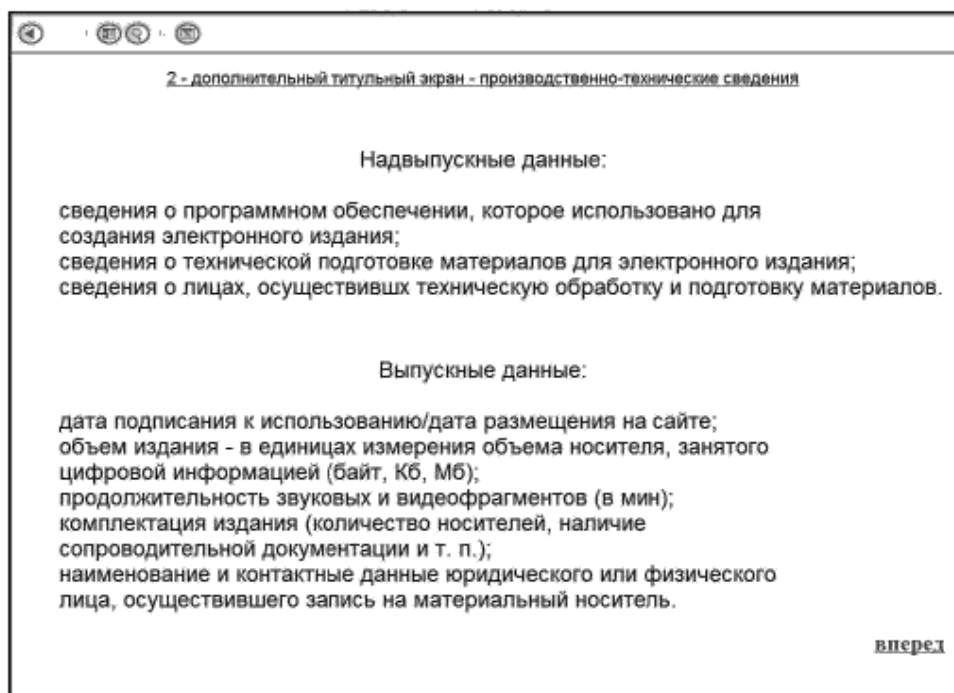 2 - дополнительный титульный экран - производственно-технические сведения
Надвыпускные данные:
сведения о программном обеспечении, которое использовано для
создания электронного издания;
сведения о технической подготовке материалов для электронного издания;
сведения о лицах, осуществившх техническую обработку и подготовку материалов.
Выпускные данные:
дата подписания к использованию/дата размещения на сайте;
объем издания - в единицах измерения объема носителя, занятого
цифровой информацией (байт, Кб, Мб);
продолжительность звуковых и видеофрагментов (в мин);
комплектация издания (количество носителей, наличие
сопроводительной документации и т. п.);
наименование и контактные данные юридического или физического
лица, осуществившего запись на материальный носитель.
вперед